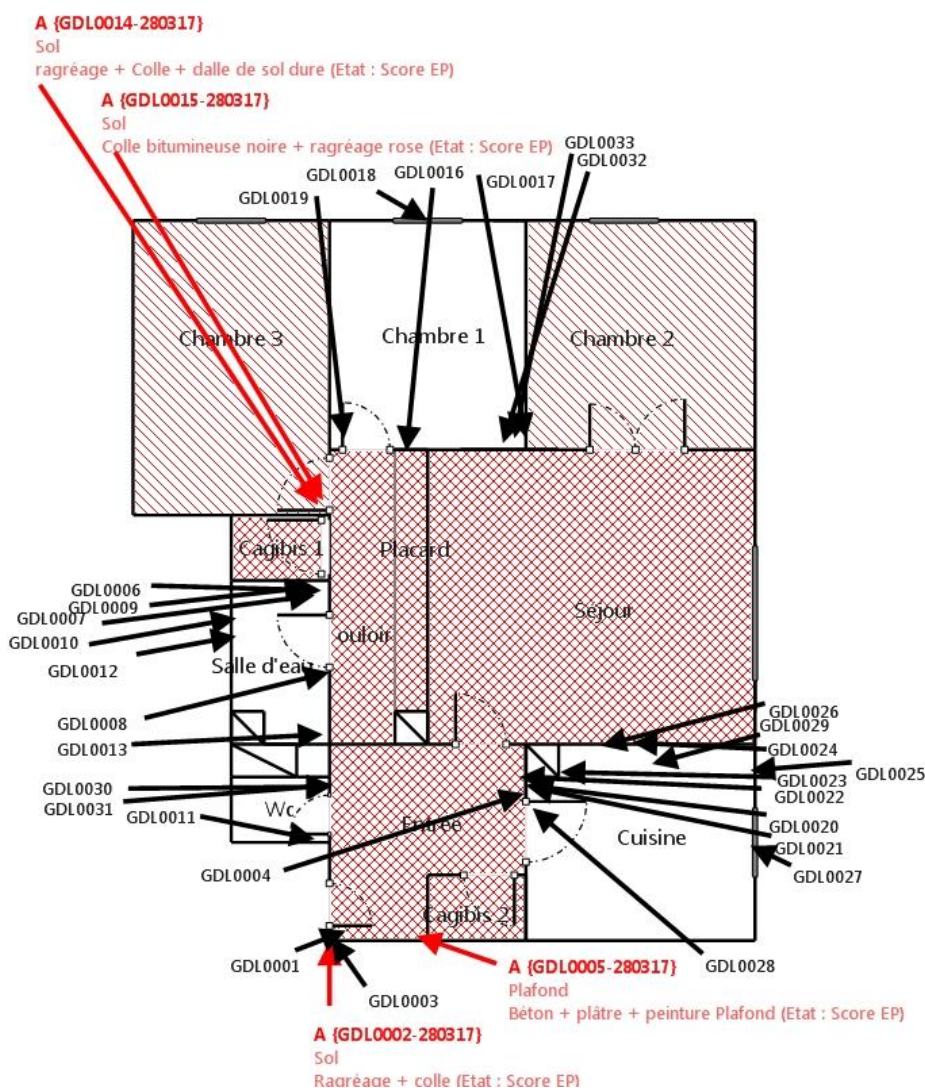 A {GDL0014-280317}
Sol
ragréage + Colle + dalle de sol dure (Etat : Score EP)
A {GDL0015-280317}
Sol
Colle bitumineuse noire + ragréage rose (Etat : Score EP)
GDL0033
GDL0032
GDL0018
GDL0016
GDL0017
GDL0019
Chambre 3
Chambre 1
Chambre 2
Cagibis 1
Placard
GDL0006
GDL0009
GDL0007
GDL0010
GDL0012
Séjour
ouloir
Salle d'eau
GDL0008
GDL0013
GDL0026
GDL0029
GDL0024
GDL0025
GDL0023
GDL0022
GDL0030
GDL0031
GDL0011
Wc
Entrée
Cuisine
GDL0020
GDL0021
GDL0027
GDL0004
Cagibis 2
GDL0001
GDL0003
GDL0028
A {GDL0005-280317}
Plafond
Béton + plâtre + peinture Plafond (Etat : Score EP)
A {GDL0002-280317}
Sol
Ragréage + colle (Etat : Score EP)